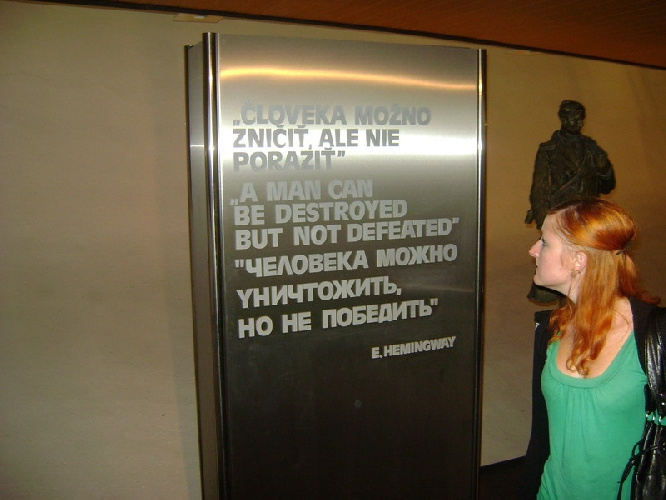 „ČLOVEKA MOŽNO
ZNIČIŤ, ALE NIE
PORAZIŤ"
„A MAN CAN
BE DESTROYED
BUT NOT DEFEATED"
"ЧЕЛОВЕКА МОЖНО
УНИЧТОЖИТЬ,
НО НЕ ПОБЕДИТЬ"
E. HEMINGWAY